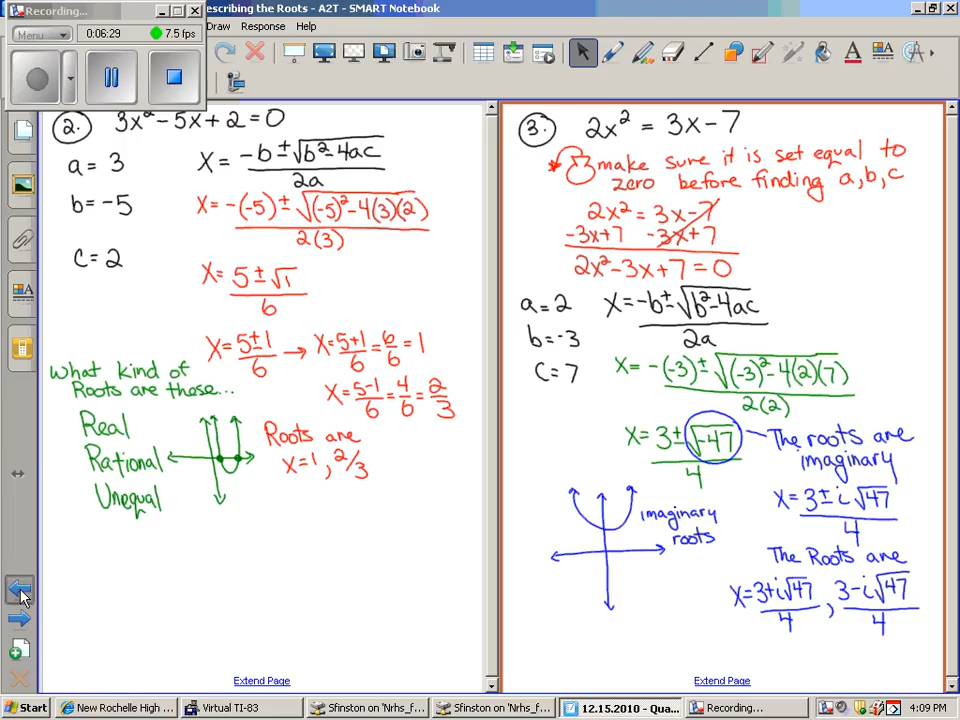 Recording...
escribing the Roots - A2T - SMART Notebook
Menu
0:06:29
7.5 fps
Draw Response Help
2. 3x² - 5x + 2 = 0
a = 3
b = -5
c = 2
x = -b ± √b² - 4ac
2a
x = -(-5) ± √(-5)² - 4(3)(2)
2(3)
x = 5 ± √1
6
x = 5 ± 1 → x = 5+1 = 6 = 1
6 6 6
x = 5-1 = 4 = 2
6 6 3
What kind of
Roots are these...
Real
Rational
Unequal
Roots are
x = 1, 2/3
Extend Page
3. 2x² = 3x - 7
make sure it is set equal to
zero before finding a, b, c
2x² = 3x - 7
-3x+7 -3x+7
2x² - 3x + 7 = 0
a = 2
b = -3
c = 7
x = -b ± √b² - 4ac
2a
x = -(-3) ± √(-3)² - 4(2)(7)
2(2)
x = 3 ± √-47
4
The roots are
imaginary
x = 3 ± i√47
4
imaginary
roots
The Roots are
x = 3+i√47 , 3-i√47
4 4
Extend Page
Start
New Rochelle High ...
Virtual TI-83
Sfinston on 'Nrhs_f...
Sfinston on 'Nrhs_f...
12.15.2010 - Qua...
Recording...
4:09 PM